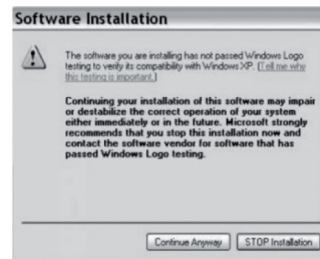 Software Installation
The software you are installing has not passed Windows Logo
testing to verify its compatibility with Windows XP. (Tell me why
this testing is important.)
Continuing your installation of this software may impair
or destabilize the correct operation of your system
either immediately or in the future. Microsoft strongly
recommends that you stop this installation now and
contact the software vendor for software that has
passed Windows Logo testing.
Continue Anyway
STOP Installation